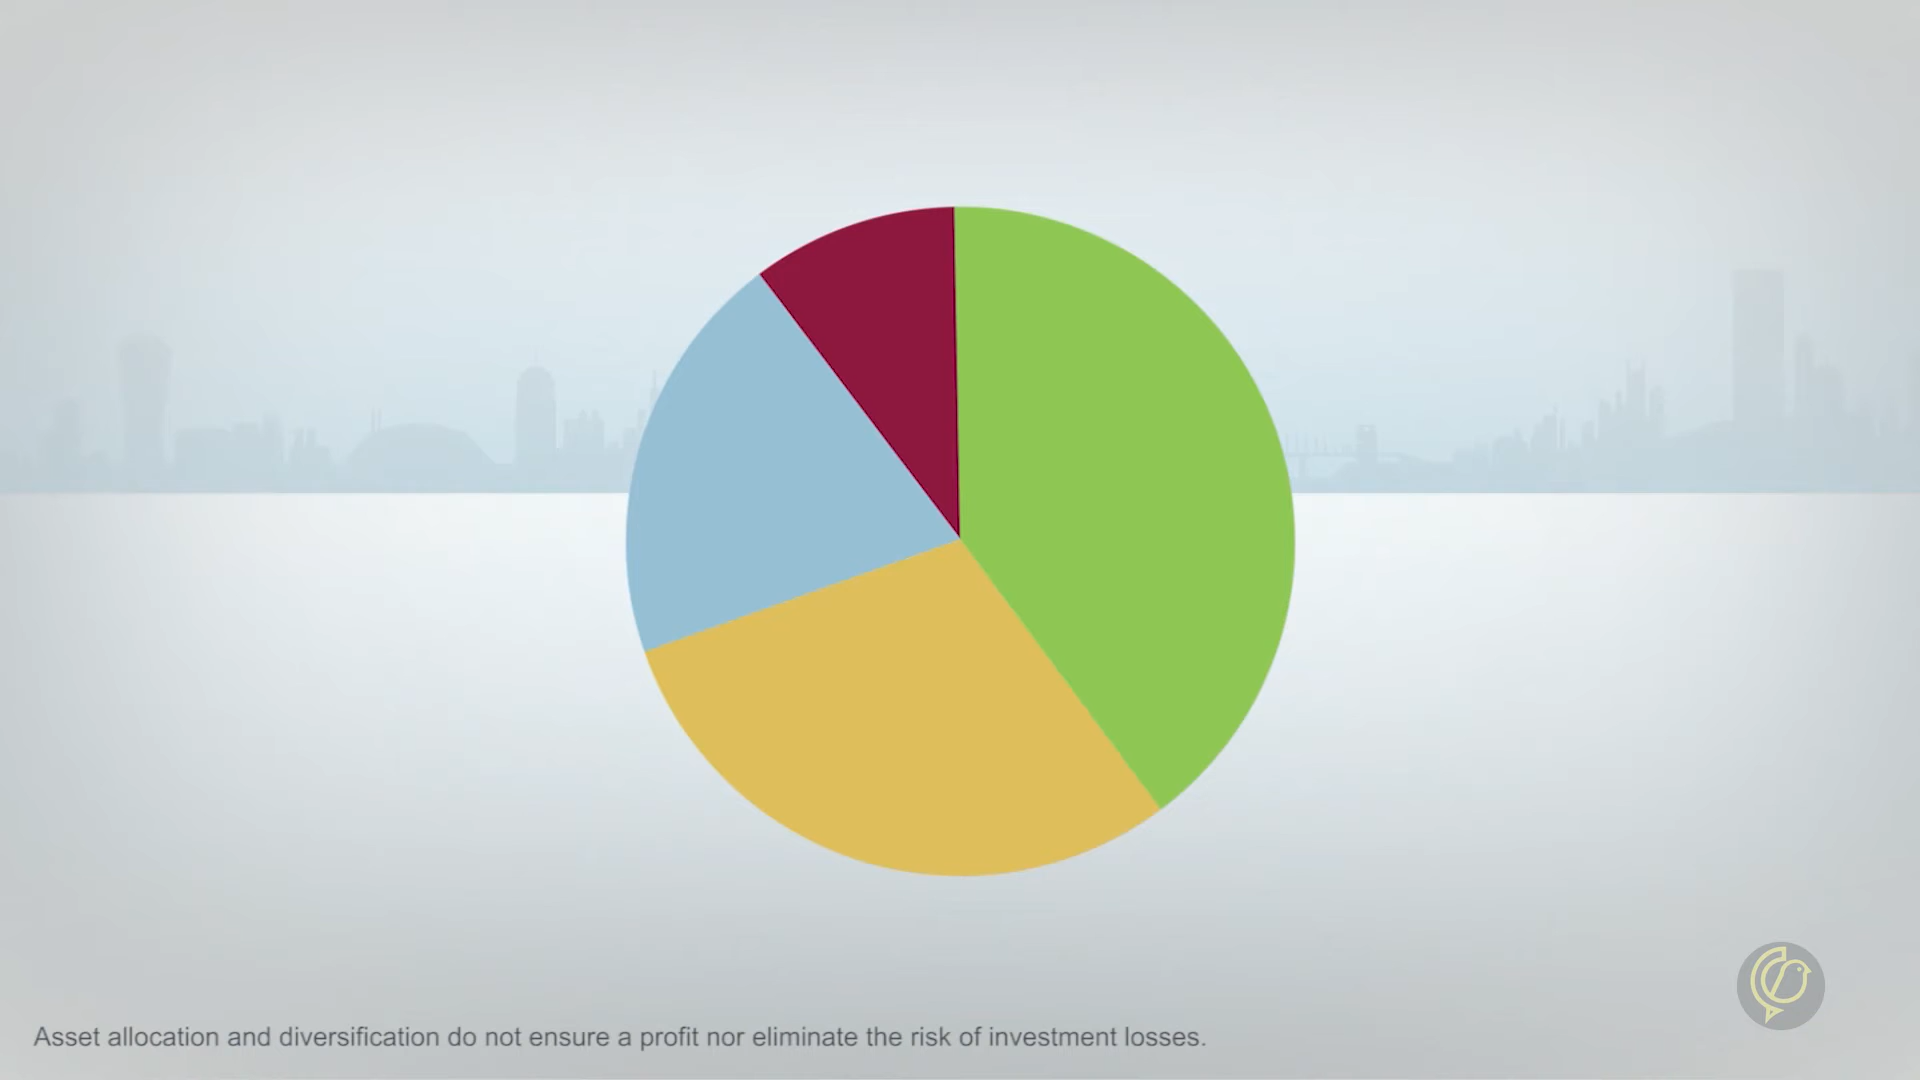 Asset allocation and diversification do not ensure a profit nor eliminate the risk of investment losses.